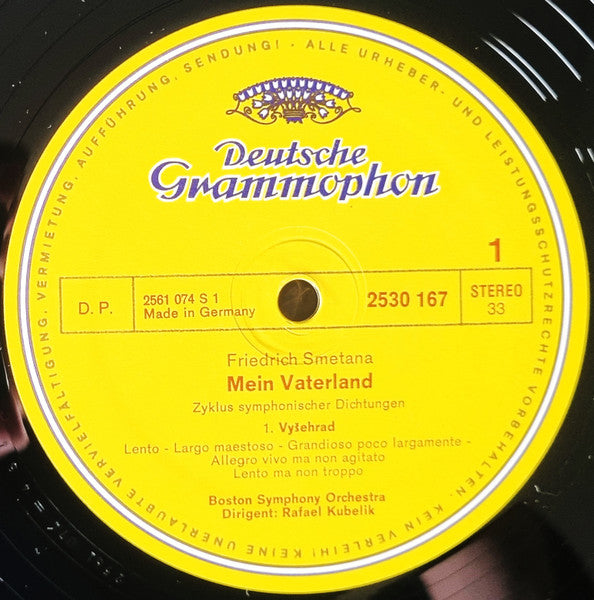 ALLE URHEBER- UND LEISTUNGSSCHUTZRECHTE VORBEHALTEN · KEIN VERLEIH! KEINE UNERLAUBTE VERVIELFÄLTIGUNG, VERMIETUNG, AUFFÜHRUNG, SENDUNG! ·
Deutsche
Grammophon
1
D. P.
2561 074 S 1
Made in Germany
2530 167
STEREO
33
Friedrich Smetana
Mein Vaterland
Zyklus symphonischer Dichtungen
1. Vyšehrad
Lento - Largo maestoso - Grandioso poco largamente -
Allegro vivo ma non agitato
Lento ma non troppo
Boston Symphony Orchestra
Dirigent: Rafael Kubelik